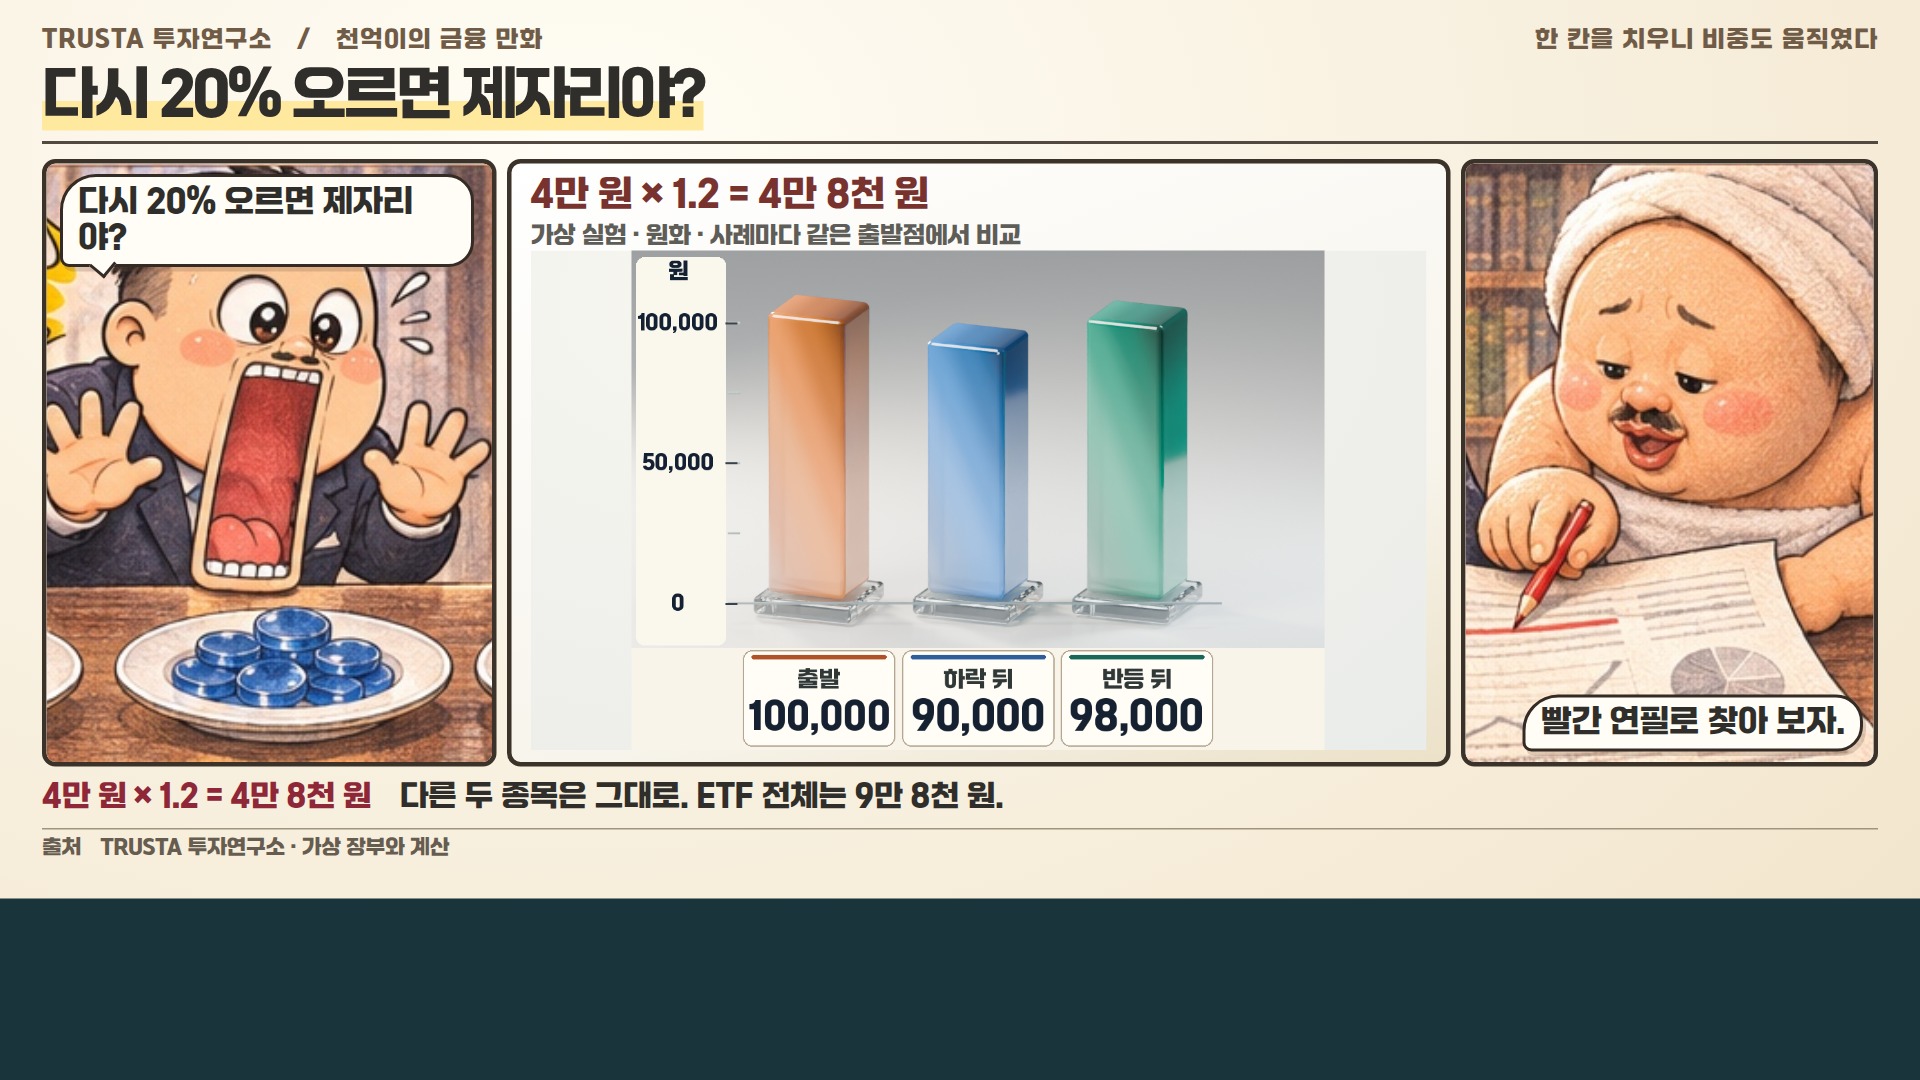 TRUSTA 투자연구소 / 천억이의 금융 만화
한 칸을 치우니 비중도 움직였다
다시 20% 오르면 제자리야?
다시 20% 오르면 제자리
야?
4만 원 × 1.2 = 4만 8천 원
가상 실험 · 원화 · 사례마다 같은 출발점에서 비교
원
100,000
50,000
0
출발
100,000
하락 뒤
90,000
반등 뒤
98,000
빨간 연필로 찾아 보자.
4만 원 × 1.2 = 4만 8천 원 다른 두 종목은 그대로. ETF 전체는 9만 8천 원.
출처 TRUSTA 투자연구소 · 가상 장부와 계산